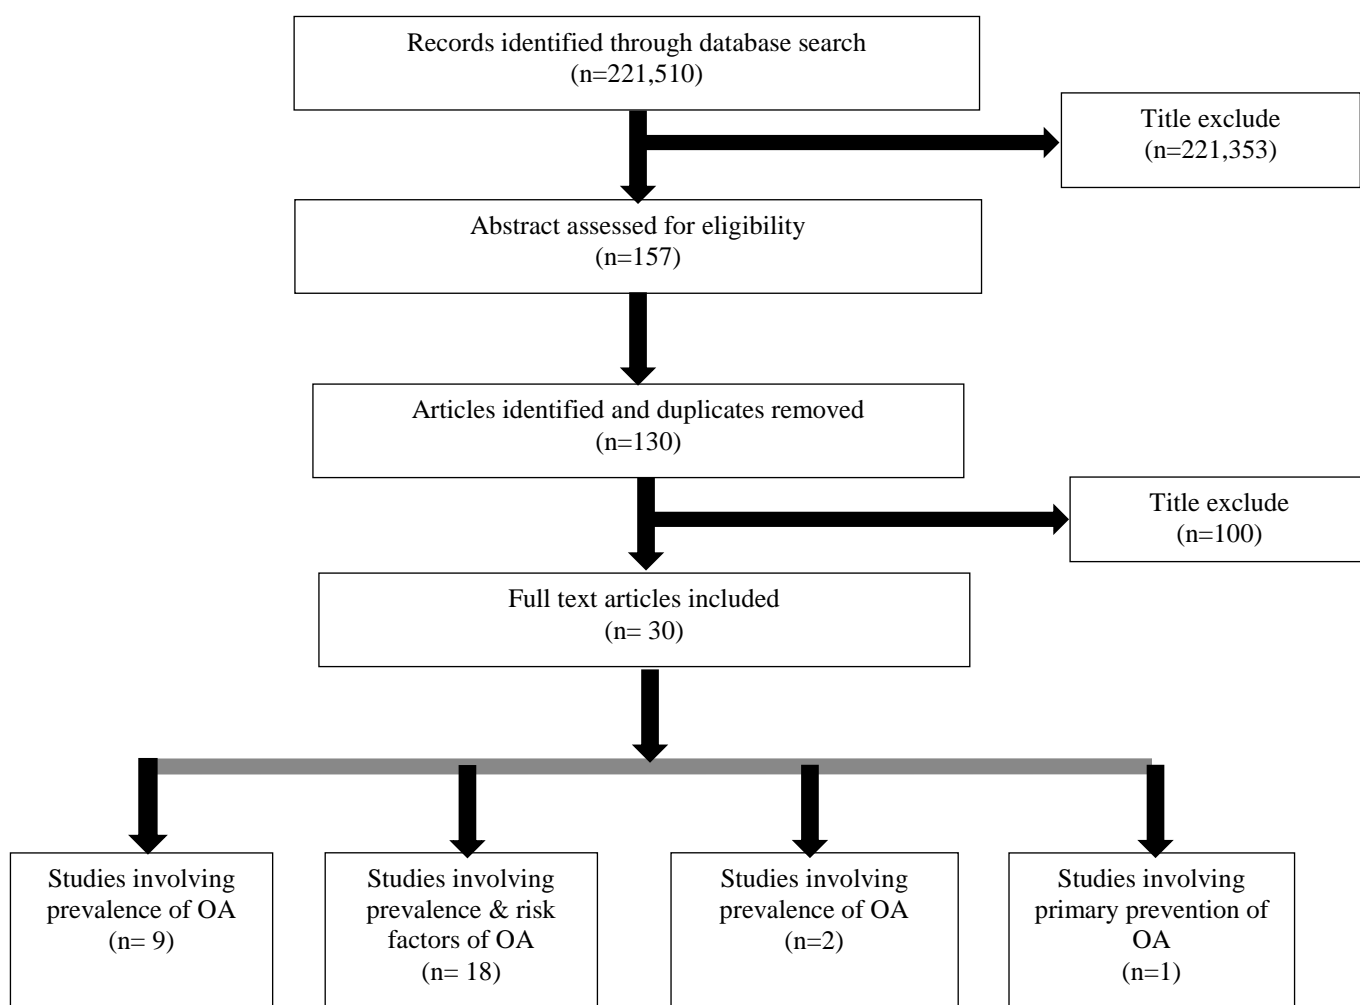 Records identified through database search
(n=221,510)
Title exclude
(n=221,353)
Abstract assessed for eligibility
(n=157)
Articles identified and duplicates removed
(n=130)
Title exclude
(n=100)
Full text articles included
(n= 30)
Studies involving
prevalence of OA
(n= 9)
Studies involving
prevalence & risk
factors of OA
(n= 18)
Studies involving
prevalence of OA
(n=2)
Studies involving
primary prevention of
OA
(n=1)